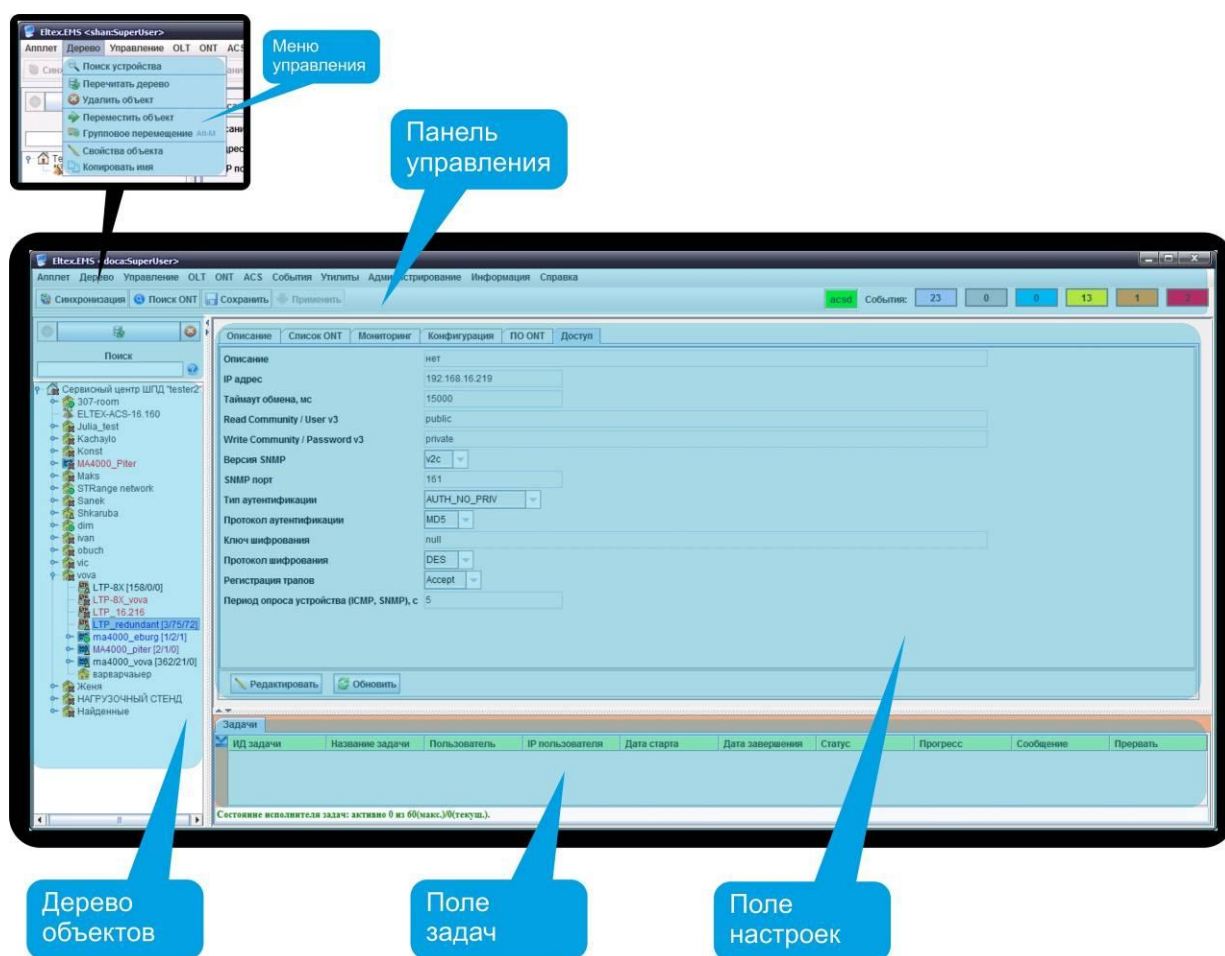 Eltex.EMS <shan:SuperUser>
Апплет Дерево Управление OLT ONT ACS
Поиск устройства
Перечитать дерево
Удалить объект
Переместить объект
Групповое перемещение Alt-M
Свойства объекта
Копировать имя
Меню
управления
Панель
управления
Eltex.EMS <doca:SuperUser>
Апплет Дерево Управление OLT ONT ACS События Утилиты Администрирование Информация Справка
Синхронизация Поиск ONT Сохранить Применить acsd События: 23 0 0 13 1 2
Поиск
Сервисный центр ШПД "tester2"
307-room
ELTEX-ACS-16.160
Julia_test
Kachaylo
Konst
MA4000_Piter
Maks
STRange network
Sanek
Shkaruba
dim
ivan
obuch
vic
vova
LTP-8X [158/0/0]
LTP-8X_vova
LTP_16.216
LTP_redundant [3/75/72]
ma4000_eburg [1/2/1]
MA4000_piter [2/1/0]
ma4000_vova [362/21/0]
варварчаыер
Женя
НАГРУЗОЧНЫЙ СТЕНД
Найденные
Описание Список ONT Мониторинг Конфигурация ПО ONT Доступ
Описание нет
IP адрес 192.168.16.219
Таймаут обмена, мс 15000
Read Community / User v3 public
Write Community / Password v3 private
Версия SNMP v2c
SNMP порт 161
Тип аутентификации AUTH_NO_PRIV
Протокол аутентификации MD5
Ключ шифрования null
Протокол шифрования DES
Регистрация трапов Accept
Период опроса устройства (ICMP, SNMP), с 5
Редактировать Обновить
Задачи
ИД задачи Название задачи Пользователь IP пользователя Дата старта Дата завершения Статус Прогресс Сообщение Прервать
Состояние исполнителя задач: активно 0 из 60(макс.)/0(текущ.).
Дерево
объектов
Поле
задач
Поле
настроек